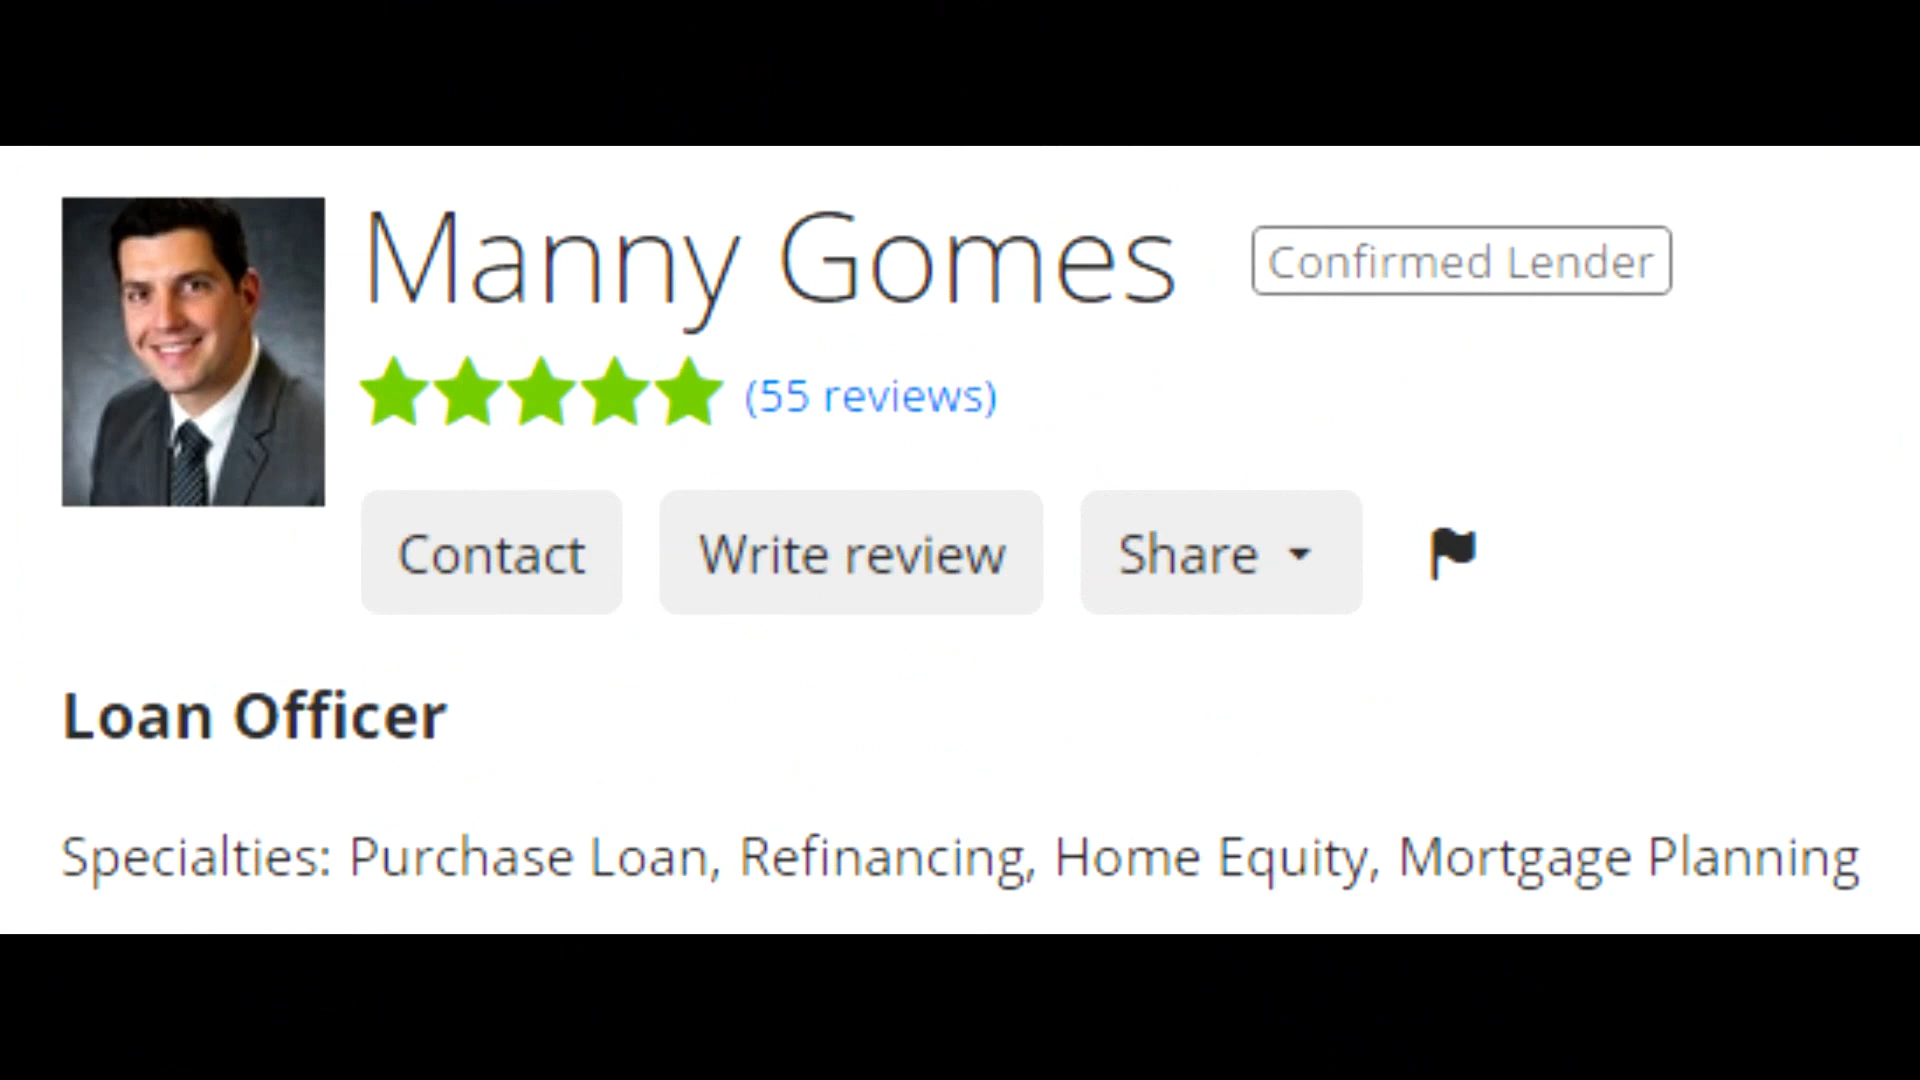 Manny Gomes Confirmed Lender
(55 reviews)
Contact Write review Share
Loan Officer
Specialties: Purchase Loan, Refinancing, Home Equity, Mortgage Planning